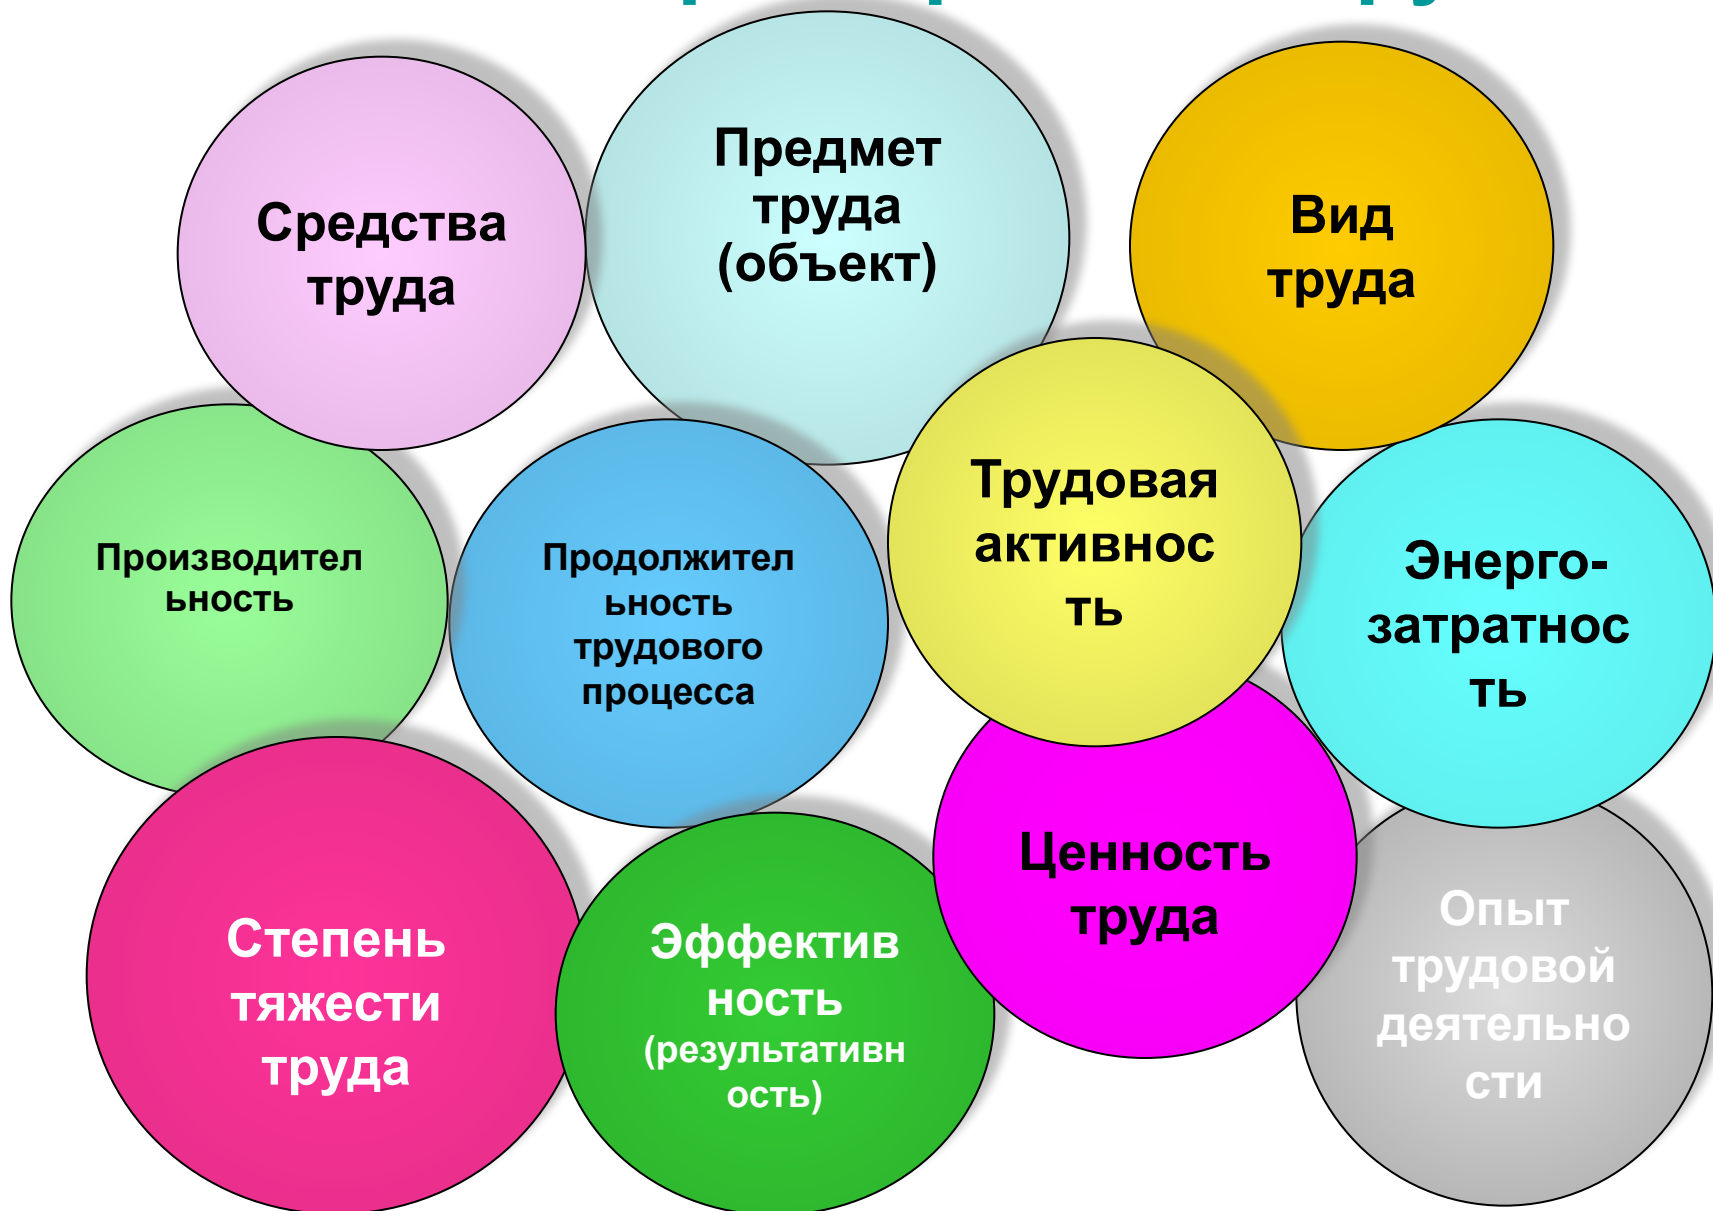 Средства
труда
Предмет
труда
(объект)
Вид
труда
Производител
ьность
Продолжител
ьность
трудового
процесса
Трудовая
активнос
ть
Энерго-
затратнос
ть
Степень
тяжести
труда
Эффектив
ность
(результативн
ость)
Ценность
труда
Опыт
трудовой
деятельно
сти